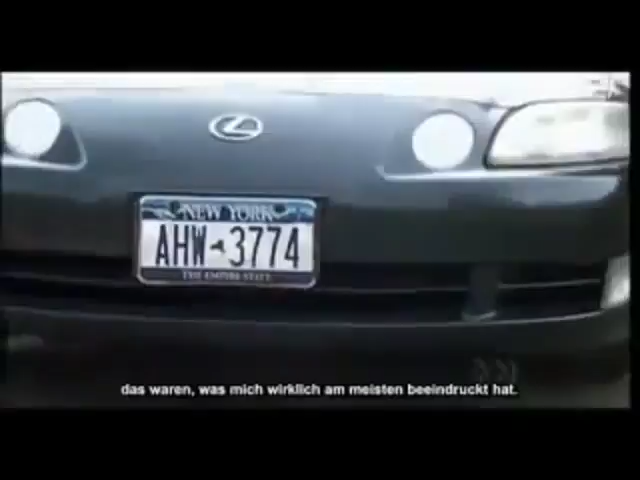 NEW YORK
AHW 3774
THE EMPIRE STATE
das waren, was mich wirklich am meisten beeindruckt hat.